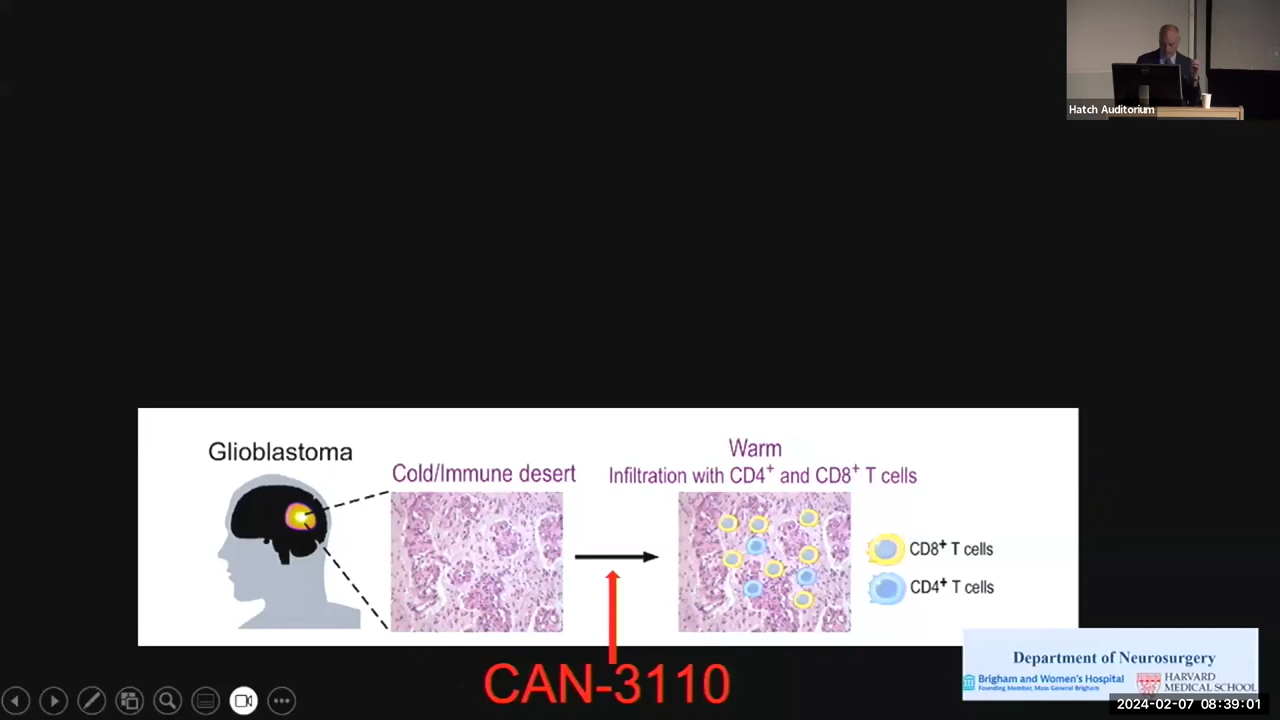 Hatch Auditorium
Glioblastoma
Cold/Immune desert
Warm
Infiltration with CD4+ and CD8+ T cells
CD8+ T cells
CD4+ T cells
CAN-3110
Department of Neurosurgery
Brigham and Women's Hospital
Founding Member, Mass General Brigham
HARVARD
MEDICAL SCHOOL
2024-02-07 08:39:01